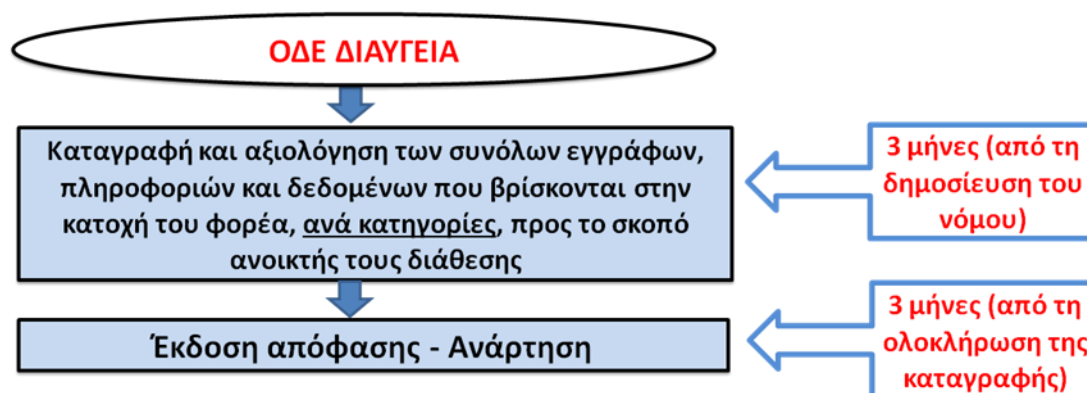 ΟΔΕ ΔΙΑΥΓΕΙΑ
Καταγραφή και αξιολόγηση των συνόλων εγγράφων,
πληροφοριών και δεδομένων που βρίσκονται στην
κατοχή του φορέα, ανά κατηγορίες, προς το σκοπό
ανοικτής τους διάθεσης
3 μήνες (από τη
δημοσίευση του
νόμου)
Έκδοση απόφασης - Ανάρτηση
3 μήνες (από τη
ολοκλήρωση της
καταγραφής)